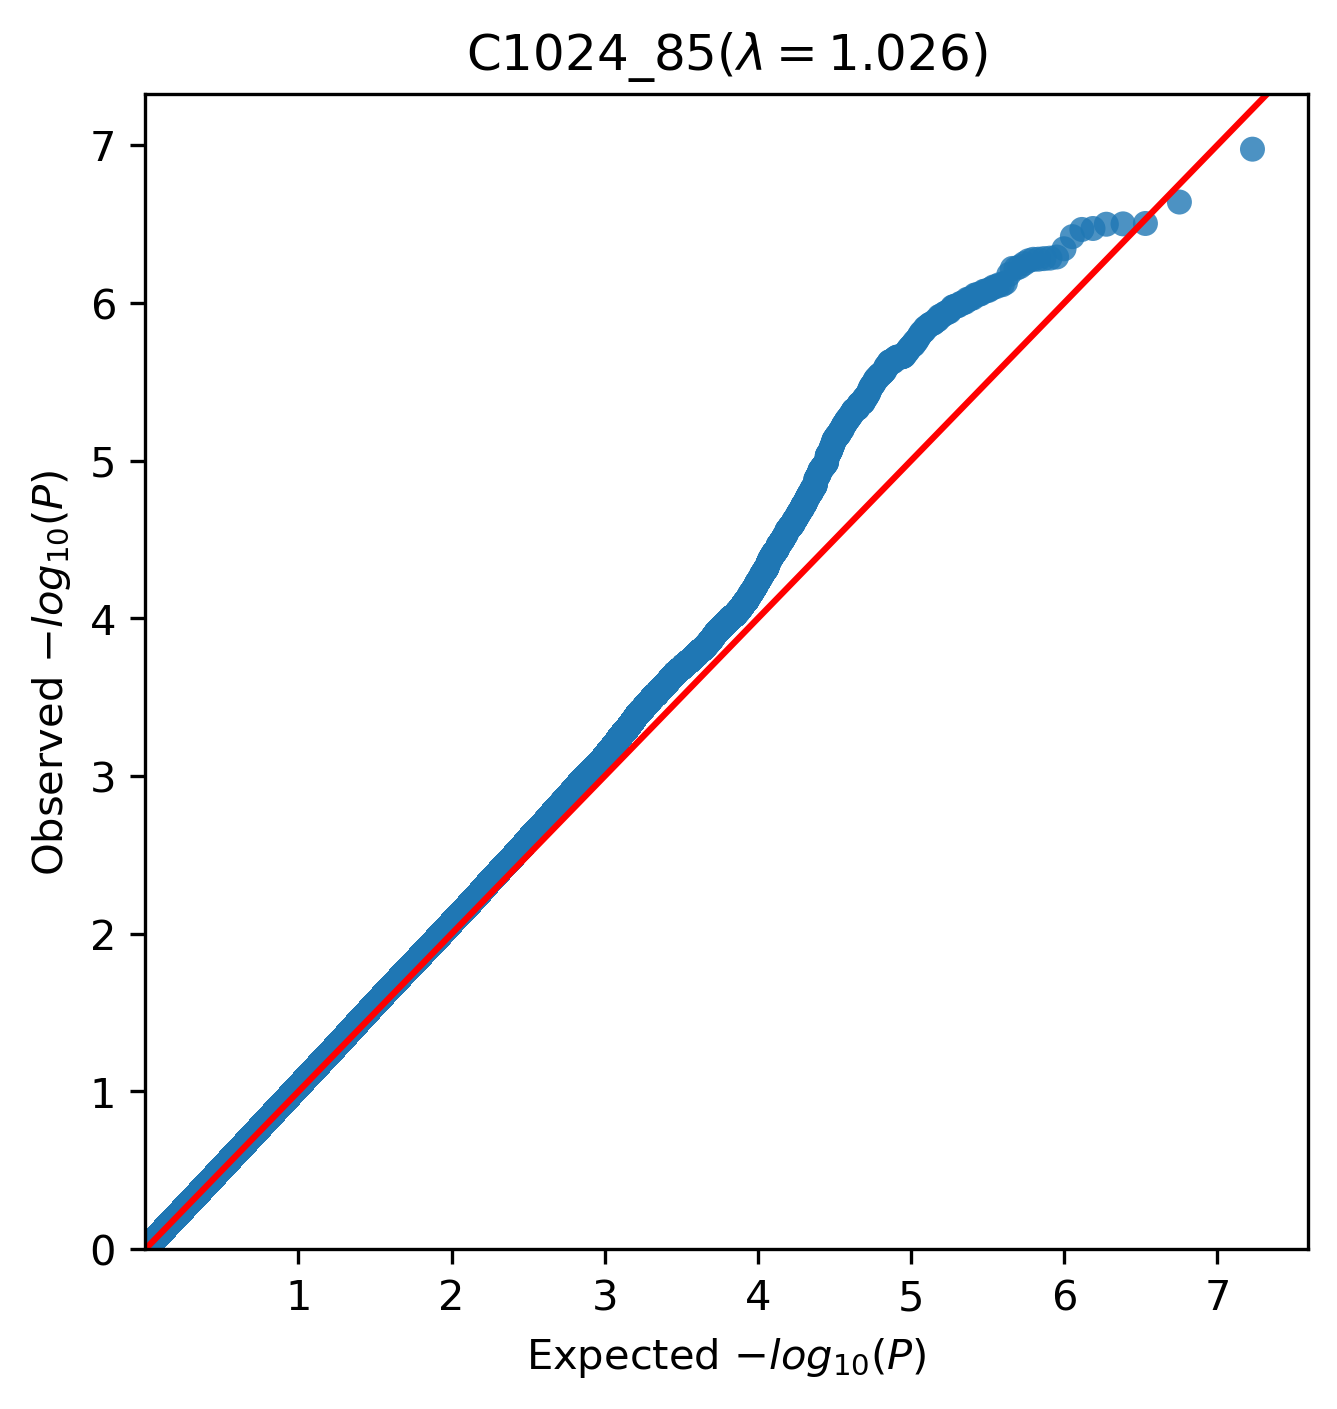 C1024_85(λ = 1.026)
7
6
5
4
3
2
1
0
Observed −log₁₀(P)
1 2 3 4 5 6 7
Expected −log₁₀(P)